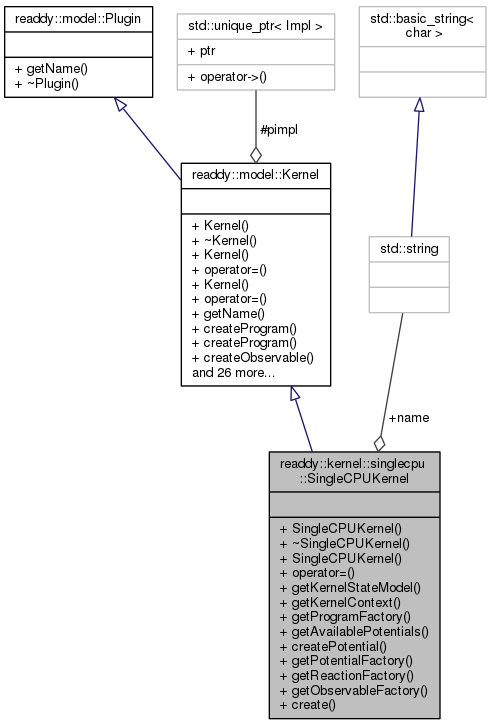 readdy::model::Plugin
+ getName()
+ ~Plugin()
std::unique_ptr< Impl >
+ ptr
+ operator->()
std::basic_string<
char >
#pimpl
readdy::model::Kernel
+ Kernel()
+ ~Kernel()
+ Kernel()
+ operator=()
+ Kernel()
+ operator=()
+ getName()
+ createProgram()
+ createProgram()
+ createObservable()
and 26 more...
std::string
+name
readdy::kernel::singlecpu
::SingleCPUKernel
+ SingleCPUKernel()
+ ~SingleCPUKernel()
+ SingleCPUKernel()
+ operator=()
+ getKernelStateModel()
+ getKernelContext()
+ getProgramFactory()
+ getAvailablePotentials()
+ createPotential()
+ getPotentialFactory()
+ getReactionFactory()
+ getObservableFactory()
+ create()